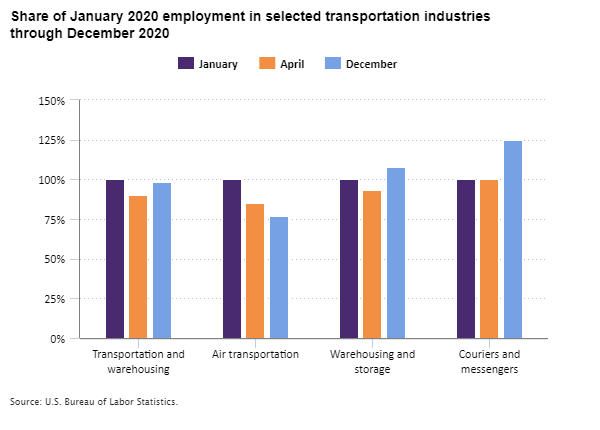 Share of January 2020 employment in selected transportation industries
through December 2020
January April December
150%
125%
100%
75%
50%
25%
0%
Transportation and
warehousing
Air transportation
Warehousing and
storage
Couriers and
messengers
Source: U.S. Bureau of Labor Statistics.